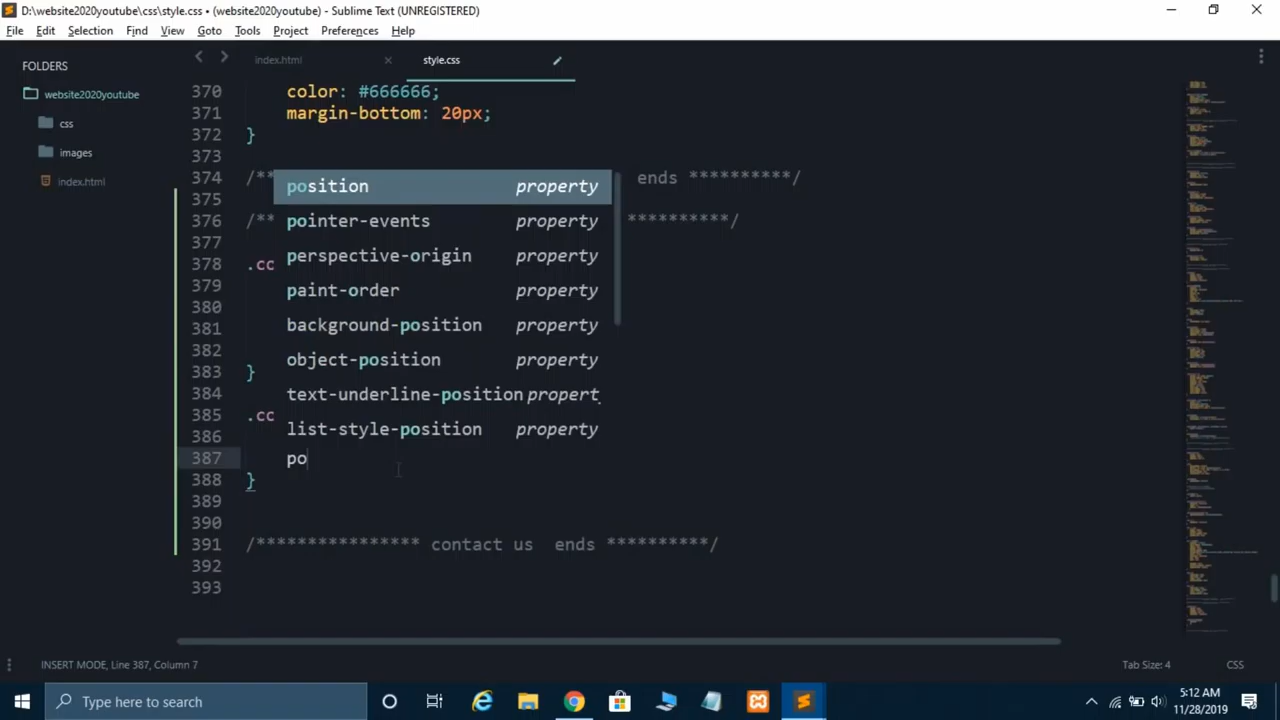 D:\website2020youtube\css\style.css • (website2020youtube) - Sublime Text (UNREGISTERED)
File Edit Selection Find View Goto Tools Project Preferences Help
FOLDERS
website2020youtube
css
images
index.html
index.html style.css
370 color: #666666;
371 margin-bottom: 20px;
372 }
373
374 /** ends **********/
375
376 /** **********/
377
378 .cc
379
380
381
382
383 }
384
385 .cc
386
387 po
388 }
389
390
391 /*************** contact us ends **********/
392
393
position property
pointer-events property
perspective-origin property
paint-order property
background-position property
object-position property
text-underline-position propert
list-style-position property
INSERT MODE, Line 387, Column 7 Tab Size: 4 CSS
Type here to search
5:12 AM
11/28/2019